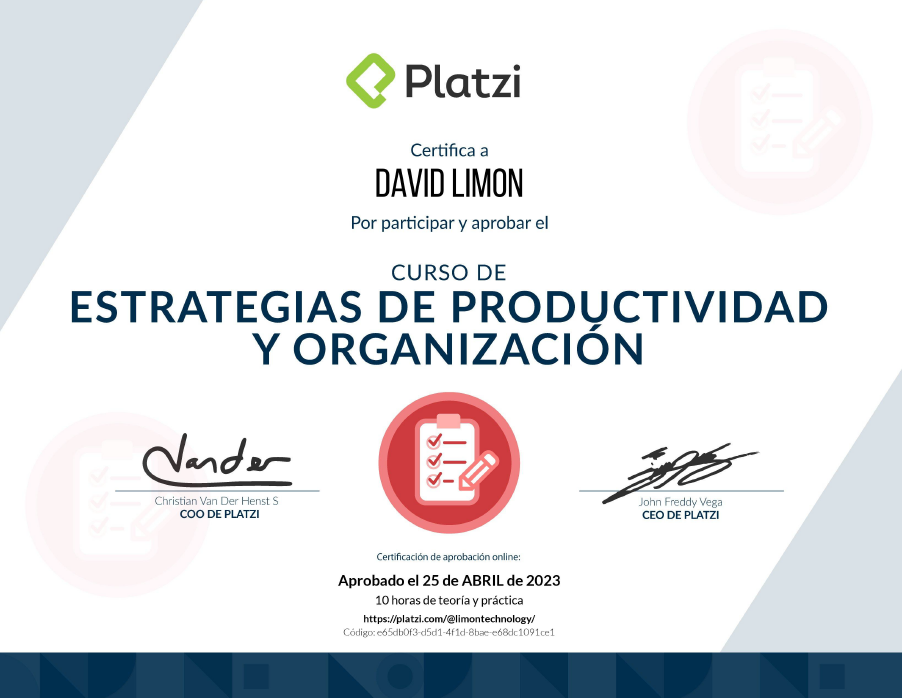 Platzi
Certifica a
DAVID LIMON
Por participar y aprobar el
CURSO DE
ESTRATEGIAS DE PRODUCTIVIDAD
Y ORGANIZACIÓN
Vander
Christian Van Der Henst S
COO DE PLATZI
John Freddy Vega
CEO DE PLATZI
Certificación de aprobación online:
Aprobado el 25 de ABRIL de 2023
10 horas de teoría y práctica
https://platzi.com/@limontechnology/
Código: e65db0f3-d5d1-4f1d-8bae-e68dc1091ce1